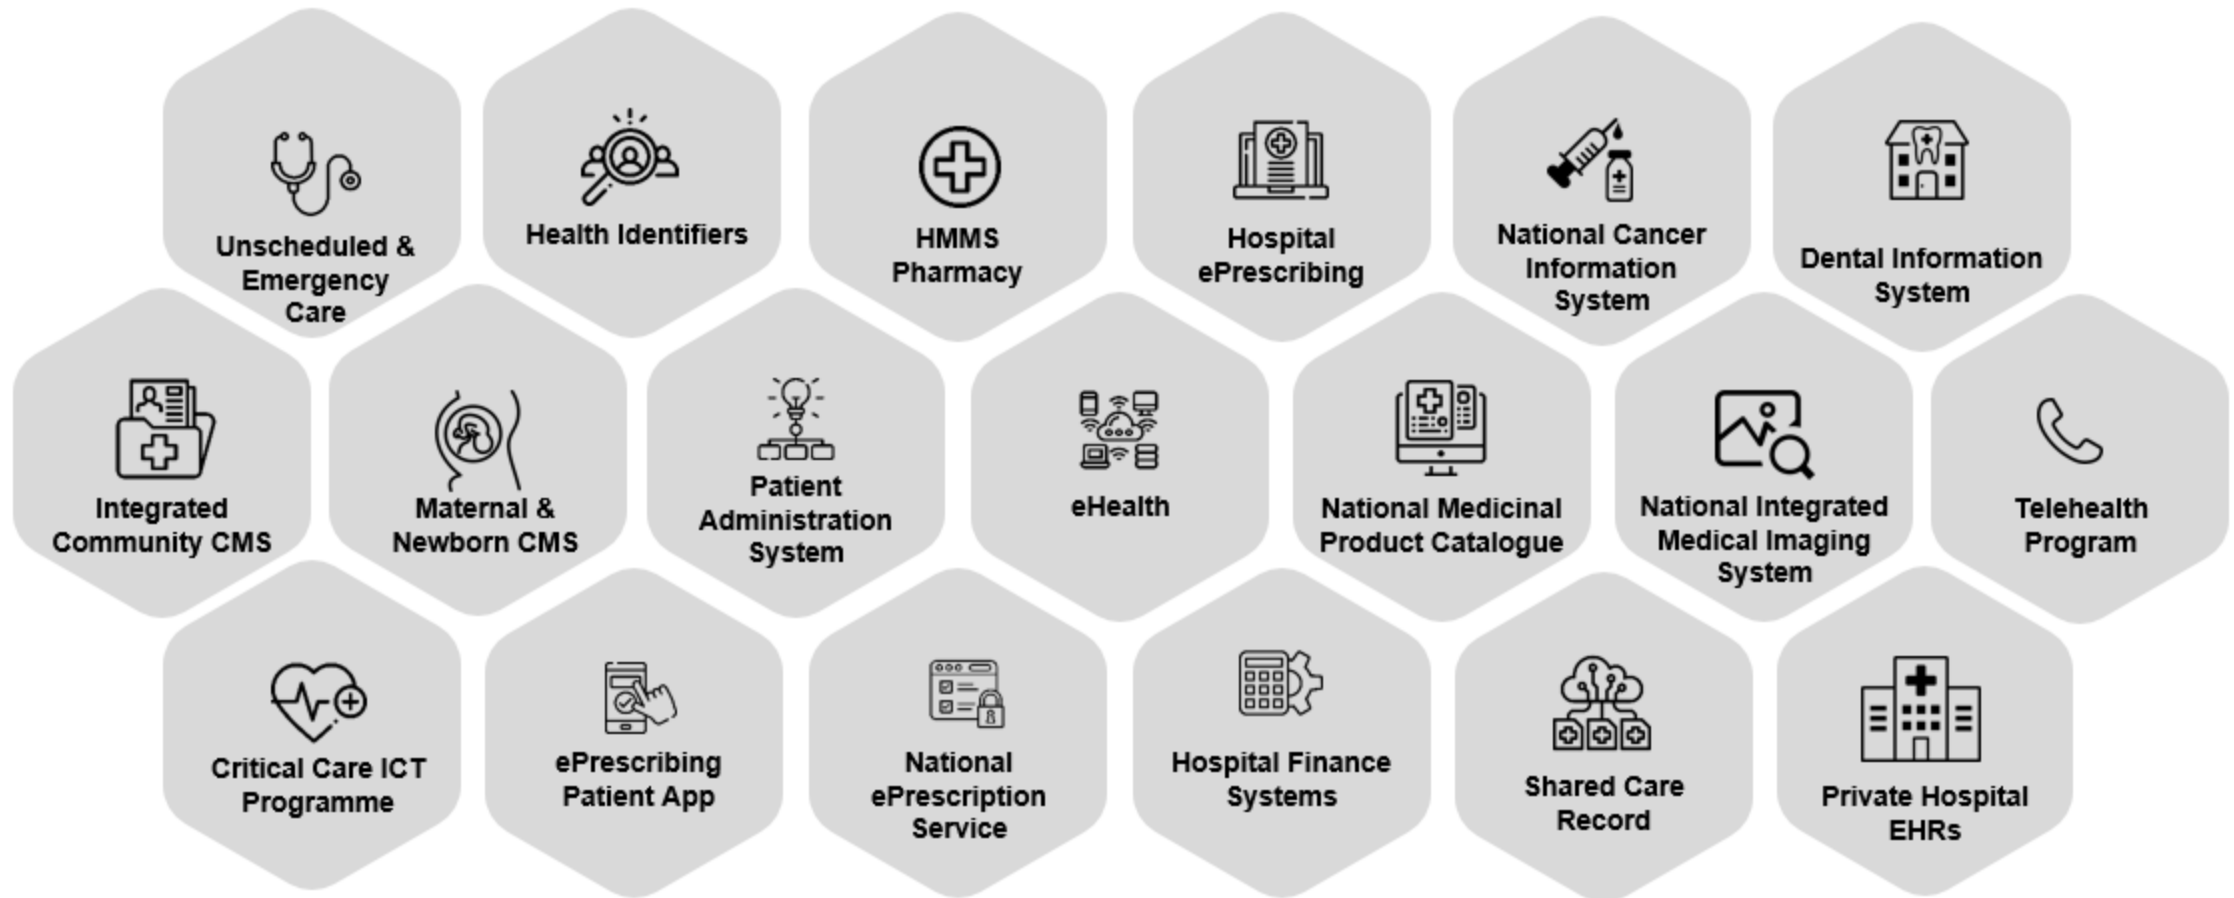 Unscheduled &
Emergency
Care
Health Identifiers
HMMS
Pharmacy
Hospital
ePrescribing
National Cancer
Information
System
Dental Information
System
Integrated
Community CMS
Maternal &
Newborn CMS
Patient
Administration
System
eHealth
National Medicinal
Product Catalogue
National Integrated
Medical Imaging
System
Telehealth
Program
Critical Care ICT
Programme
ePrescribing
Patient App
National
ePrescription
Service
Hospital Finance
Systems
Shared Care
Record
Private Hospital
EHRs